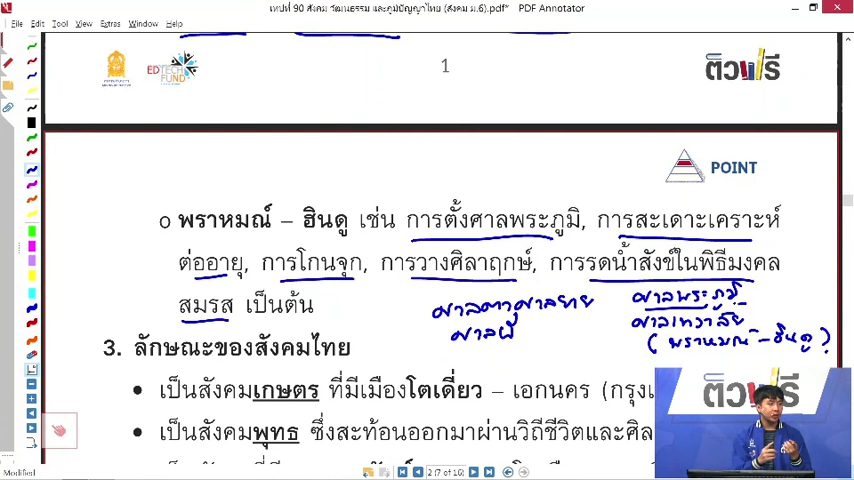 เทปที่ 90 สังคม วัฒนธรรม และภูมิปัญญาไทย (สังคม ม.6).pdf* - PDF Annotator
File Edit Tool View Extras Window Help
EDTECH FUND
1
ติวฟรี
POINT
o พราหมณ์ – ฮินดู เช่น การตั้งศาลพระภูมิ, การสะเดาะเคราะห์
ต่ออายุ, การโกนจุก, การวางศิลาฤกษ์, การรดน้ำสังข์ในพิธีมงคล
สมรส เป็นต้น
ศาลตาศาลยาย
ศาลผี
ศาลพระภูมิ
ศาลเทวาลัย
(พราหมณ์-ฮินดู)
3. ลักษณะของสังคมไทย
• เป็นสังคมเกษตร ที่มีเมืองโตเดี่ยว – เอกนคร (กรุงเ
• เป็นสังคมพุทธ ซึ่งสะท้อนออกมาผ่านวิถีชีวิตและศิล
ติวฟรี
Modified
2 (7 of 16)